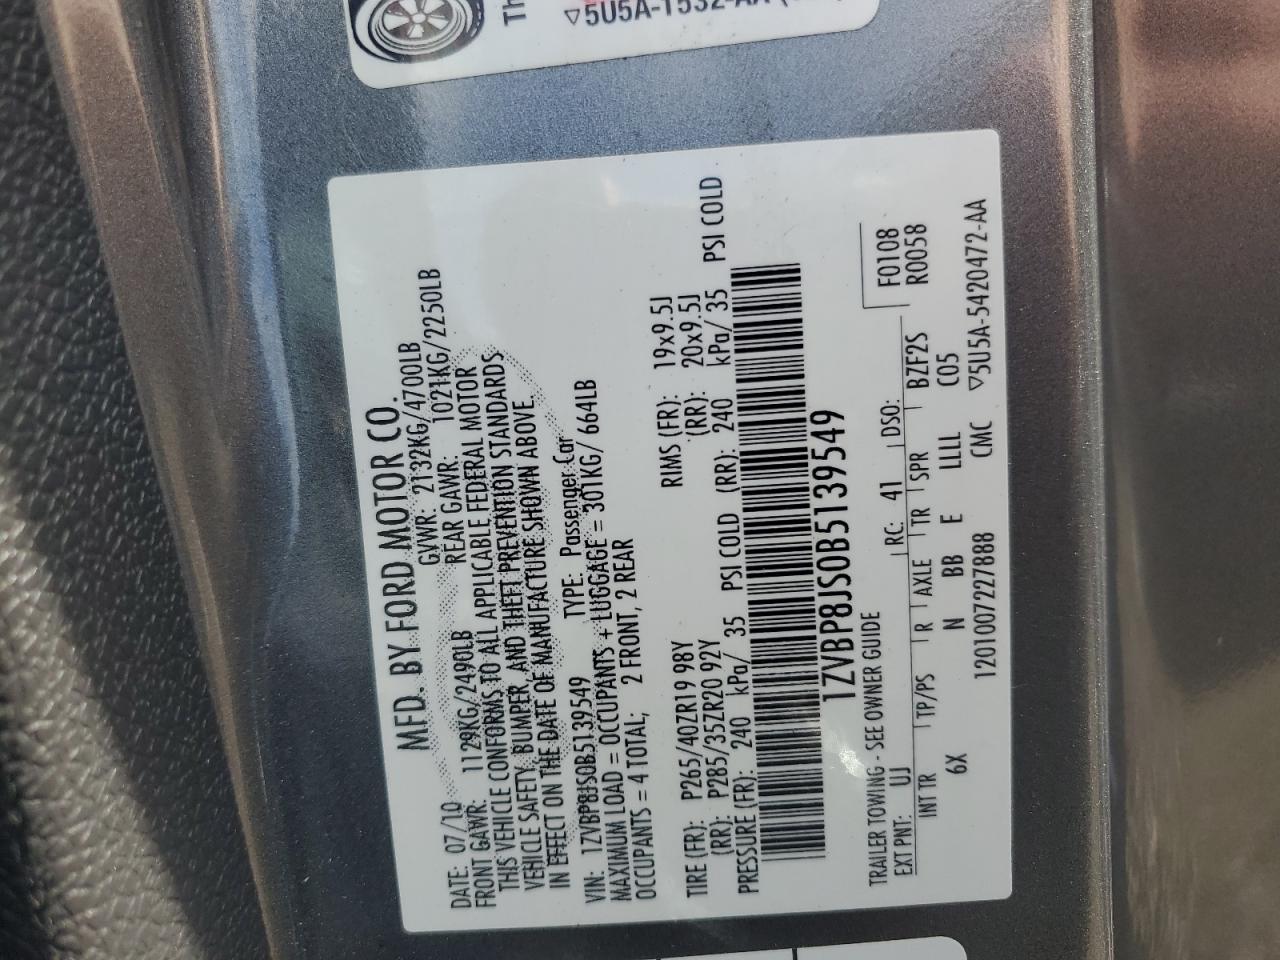 Th
▽5U5A-1532-A
MFD. BY FORD MOTOR CO.
DATE: 07/10 GVWR: 2132KG/4700LB
FRONT GAWR: 1129KG/2490LB REAR GAWR: 1021KG/2250LB
THIS VEHICLE CONFORMS TO ALL APPLICABLE FEDERAL MOTOR
VEHICLE SAFETY, BUMPER, AND THEFT PREVENTION STANDARDS
IN EFFECT ON THE DATE OF MANUFACTURE SHOWN ABOVE.
VIN: 1ZVBP8JS0B5139549 TYPE: Passenger Car
MAXIMUM LOAD = OCCUPANTS + LUGGAGE = 301KG/ 664LB
OCCUPANTS = 4 TOTAL; 2 FRONT, 2 REAR
TIRE (FR): P265/40ZR19 98Y RIMS (FR): 19x9.5J
(RR): P285/35ZR20 92Y (RR): 20x9.5J
PRESSURE (FR): 240 kPa/ 35 PSI COLD (RR): 240 kPa/ 35 PSI COLD
1ZVBP8JS0B5139549
TRAILER TOWING - SEE OWNER GUIDE F0108
EXT PNT: UJ RC: 41 DSO: R0058
INT TR TP/PS R AXLE TR SPR BZF2S
6X N BB E LLLL C05
1201007227888 CMC ▽5U5A-5420472-AA